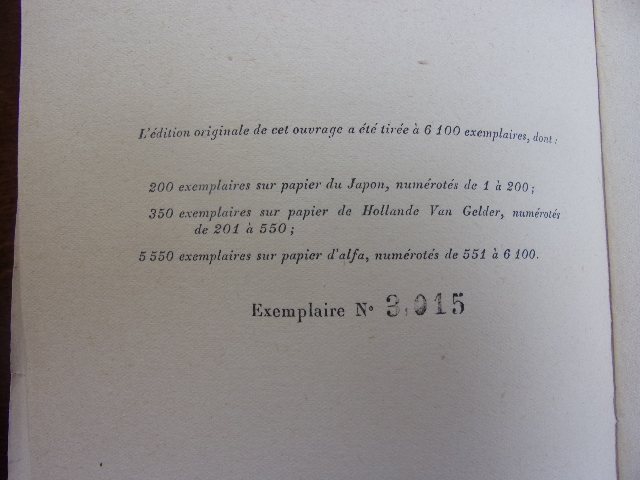 L'édition originale de cet ouvrage a été tirée à 6 100 exemplaires, dont :
200 exemplaires sur papier du Japon, numérotés de 1 à 200 ;
350 exemplaires sur papier de Hollande Van Gelder, numérotés
de 201 à 550 ;
5 550 exemplaires sur papier d'alfa, numérotés de 551 à 6 100.
Exemplaire N° 3.015